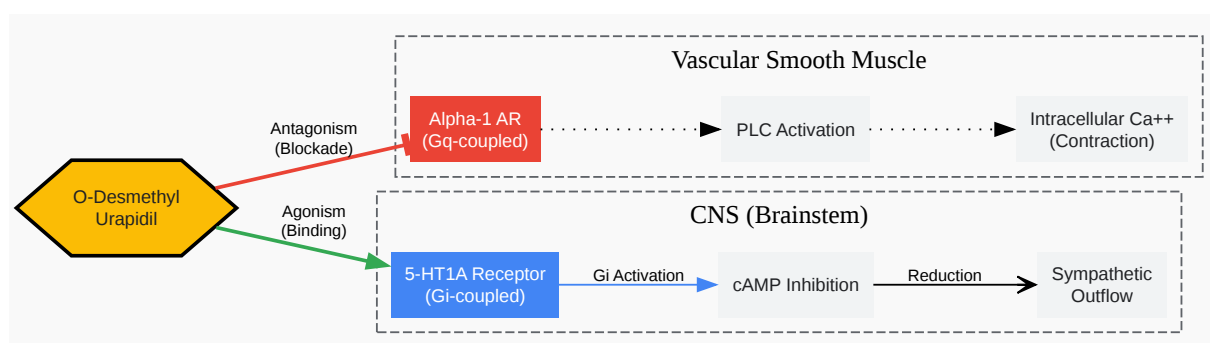 Vascular Smooth Muscle
Antagonism
(Blockade)
Alpha-1 AR
(Gq-coupled)
PLC Activation
Intracellular Ca++
(Contraction)
O-Desmethyl
Urapidil
CNS (Brainstem)
Agonism
(Binding)
5-HT1A Receptor
(Gi-coupled)
Gi Activation
cAMP Inhibition
Reduction
Sympathetic
Outflow